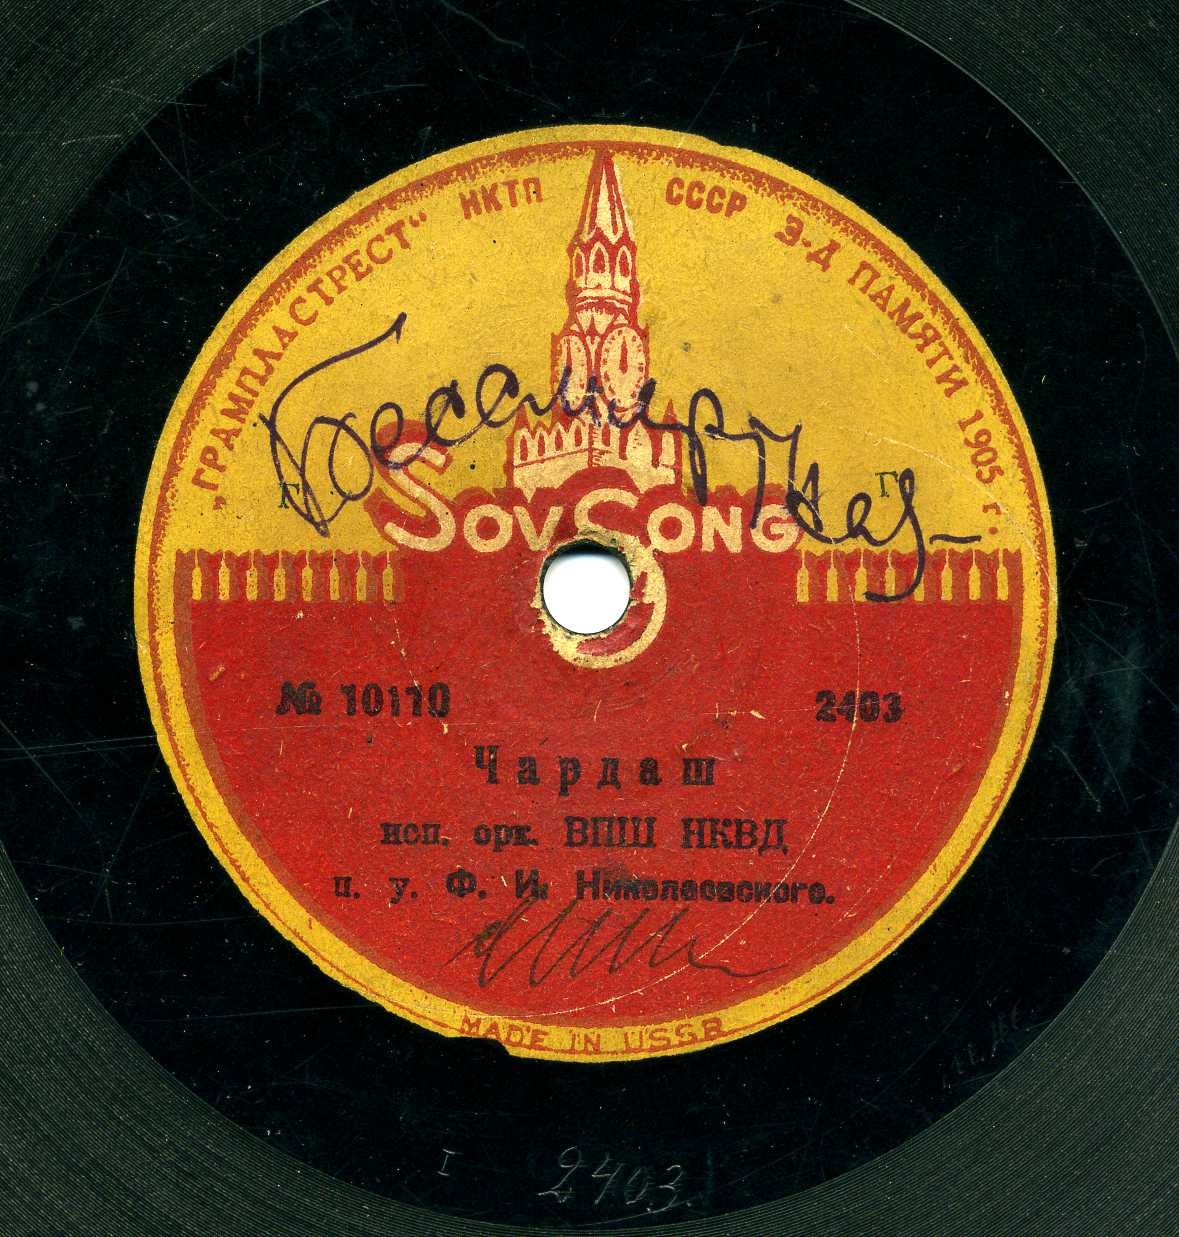 „ГРАМПЛАСТРЕСТ“ НКТП СССР З-Д ПАМЯТИ 1905 г.
Г Г
SovSong
№ 10110 2403
Чардаш
исп. орк. ВПШ НКВД
п. у. Ф. И. Николаевского.
MADE IN USSR
I 2403